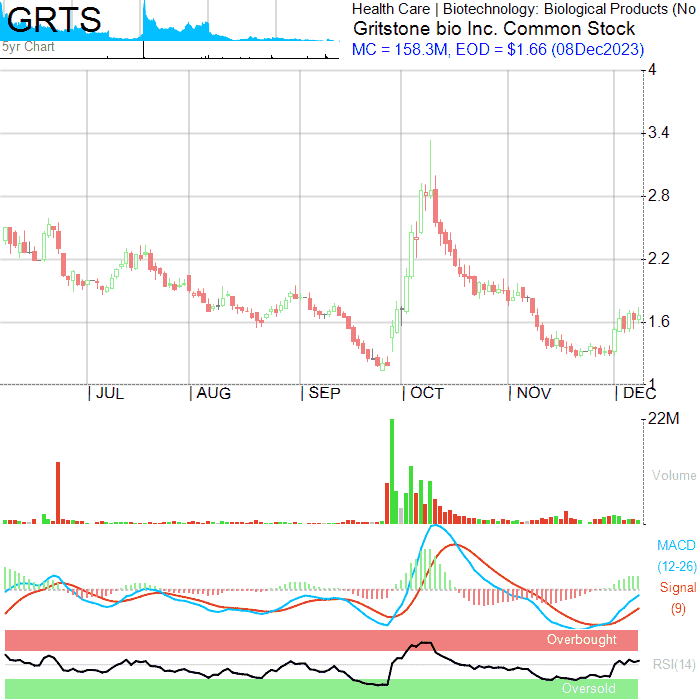 GRTS
5yr Chart
Health Care | Biotechnology: Biological Products (No
Gritstone bio Inc. Common Stock
MC = 158.3M, EOD = $1.66 (08Dec2023)
4
3.4
2.8
2.2
1.6
1
JUL AUG SEP OCT NOV DEC
22M
Volume
MACD
(12-26)
Signal
(9)
Overbought
RSI(14)
Oversold